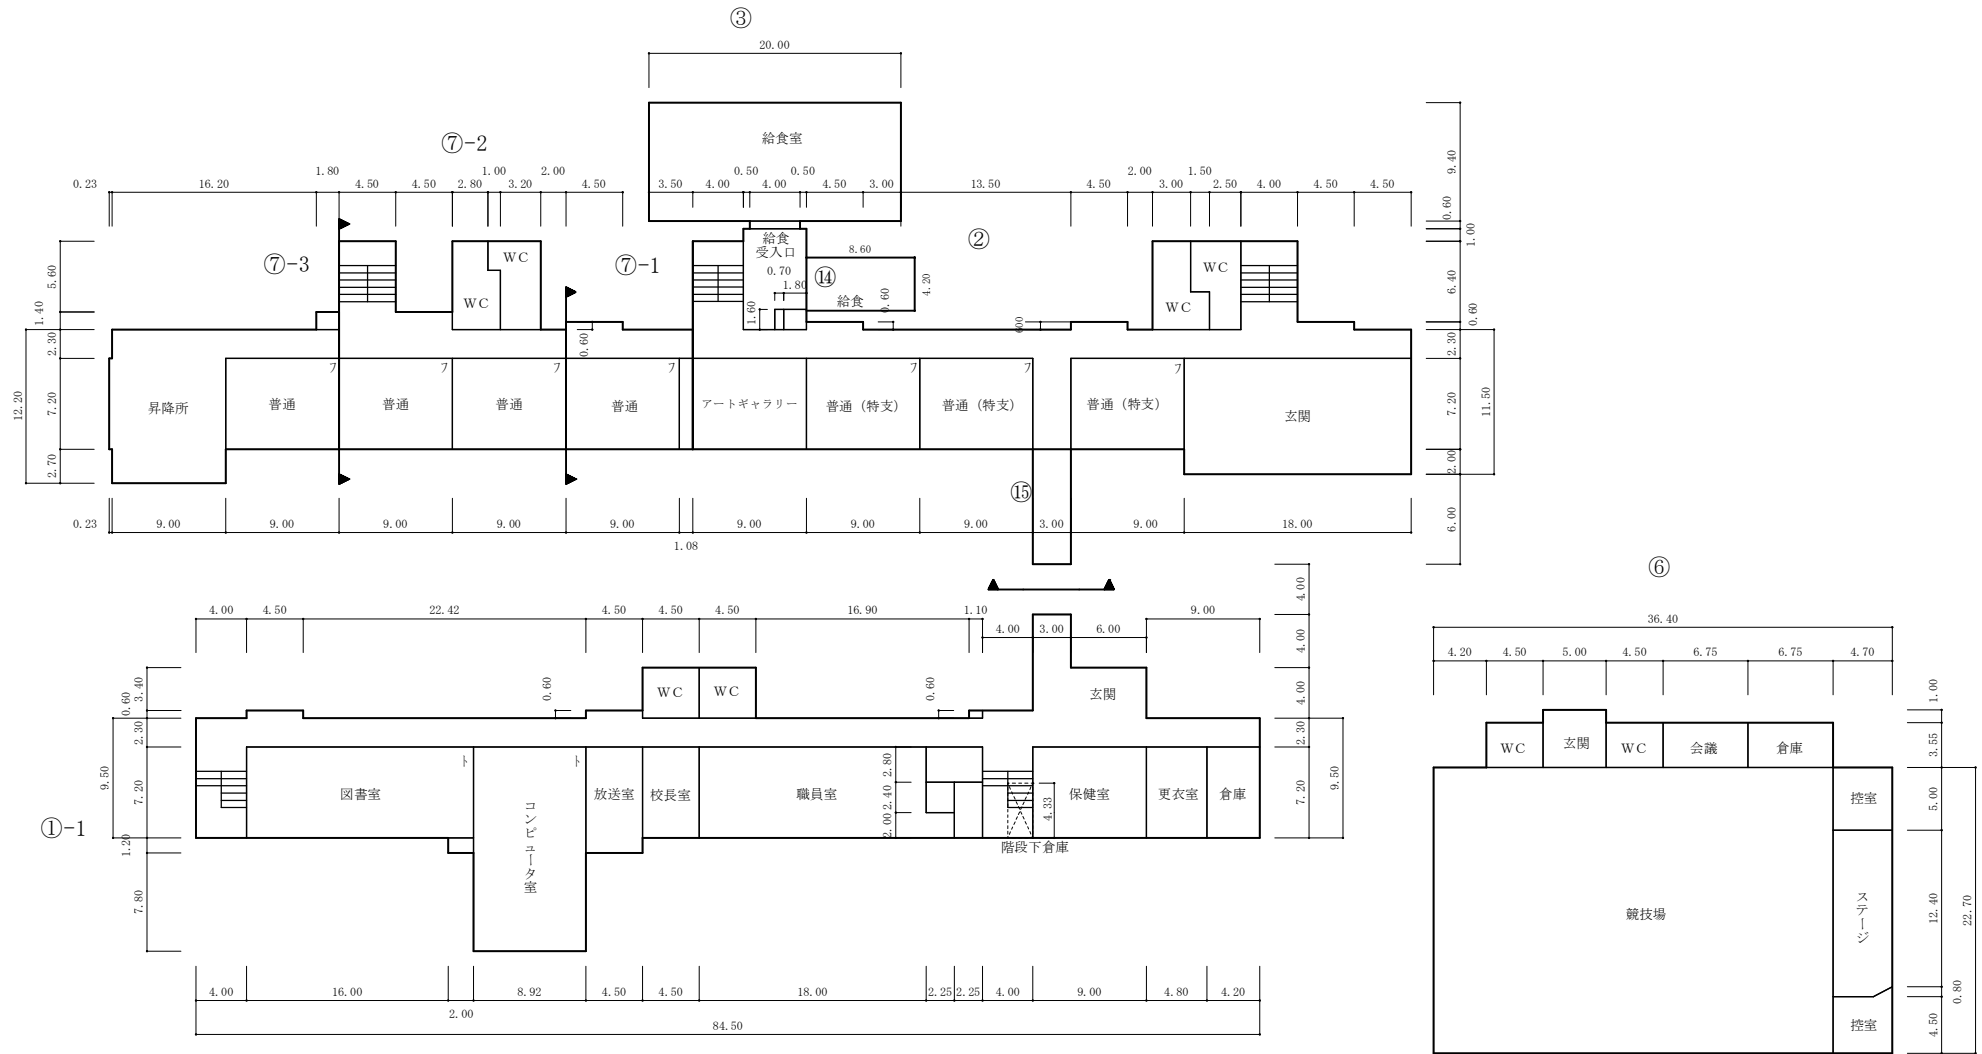 ③
20.00
給食室
⑦-2
0.23
16.20
1.80
4.50
4.50
2.80
1.00
3.20
2.00
4.50
3.50
4.00
0.50
4.00
0.50
4.50
3.00
13.50
4.50
2.00
3.00
1.50
2.50
4.00
4.50
4.50
9.40
0.60
1.00
6.40
0.60
2.30
7.20
2.00
6.00
11.50
⑦-3
⑦-1
②
WC
WC
給食
受入口
0.70
1.80
1.60
⑭
8.60
4.20
給食
0.60
0.60
600
WC
WC
5.60
1.40
2.30
7.20
2.70
12.20
フ
フ
フ
フ
フ
フ
昇降所
普通
普通
普通
普通
アートギャラリー
普通（特支）
普通（特支）
普通（特支）
玄関
⑮
0.23
9.00
9.00
9.00
9.00
9.00
1.08
9.00
9.00
9.00
3.00
9.00
18.00
4.00
4.50
22.42
4.50
4.50
4.50
16.90
1.10
4.00
3.00
6.00
9.00
4.00
4.00
4.00
2.30
7.20
9.50
3.40
0.60
2.30
7.20
1.20
7.80
9.50
①-1
0.60
0.60
WC
WC
玄関
ト
ト
図書室
コンピュータ室
放送室
校長室
職員室
2.80
2.40
2.00
4.33
保健室
更衣室
倉庫
階段下倉庫
4.00
16.00
2.00
8.92
4.50
4.50
18.00
2.25
2.25
4.00
9.00
4.80
4.20
84.50
⑥
36.40
4.20
4.50
5.00
4.50
6.75
6.75
4.70
1.00
3.55
5.00
12.40
0.80
4.50
22.70
WC
玄関
WC
会議
倉庫
控室
競技場
ステージ
控室